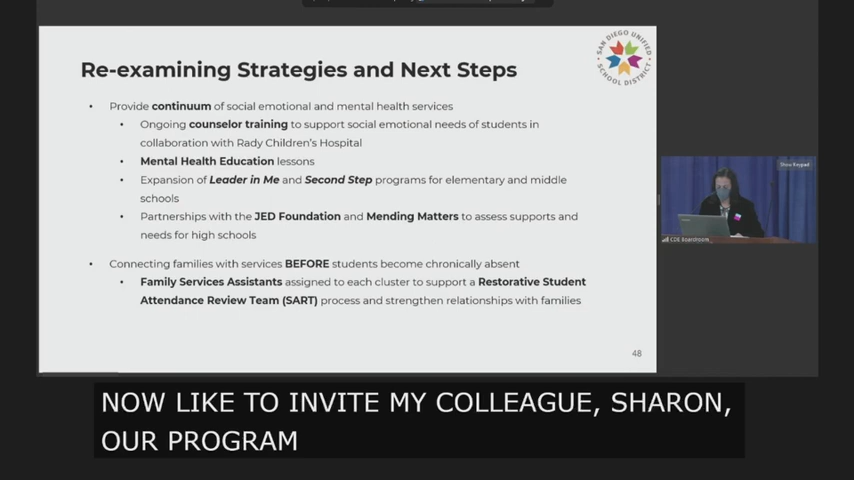 SAN DIEGO UNIFIED
SCHOOL DISTRICT
Re-examining Strategies and Next Steps
• Provide continuum of social emotional and mental health services
• Ongoing counselor training to support social emotional needs of students in
collaboration with Rady Children's Hospital
• Mental Health Education lessons
• Expansion of Leader in Me and Second Step programs for elementary and middle
schools
• Partnerships with the JED Foundation and Mending Matters to assess supports and
needs for high schools
• Connecting families with services BEFORE students become chronically absent
• Family Services Assistants assigned to each cluster to support a Restorative Student
Attendance Review Team (SART) process and strengthen relationships with families
48
Show Keypad
CDE Boardroom
NOW LIKE TO INVITE MY COLLEAGUE, SHARON,
OUR PROGRAM